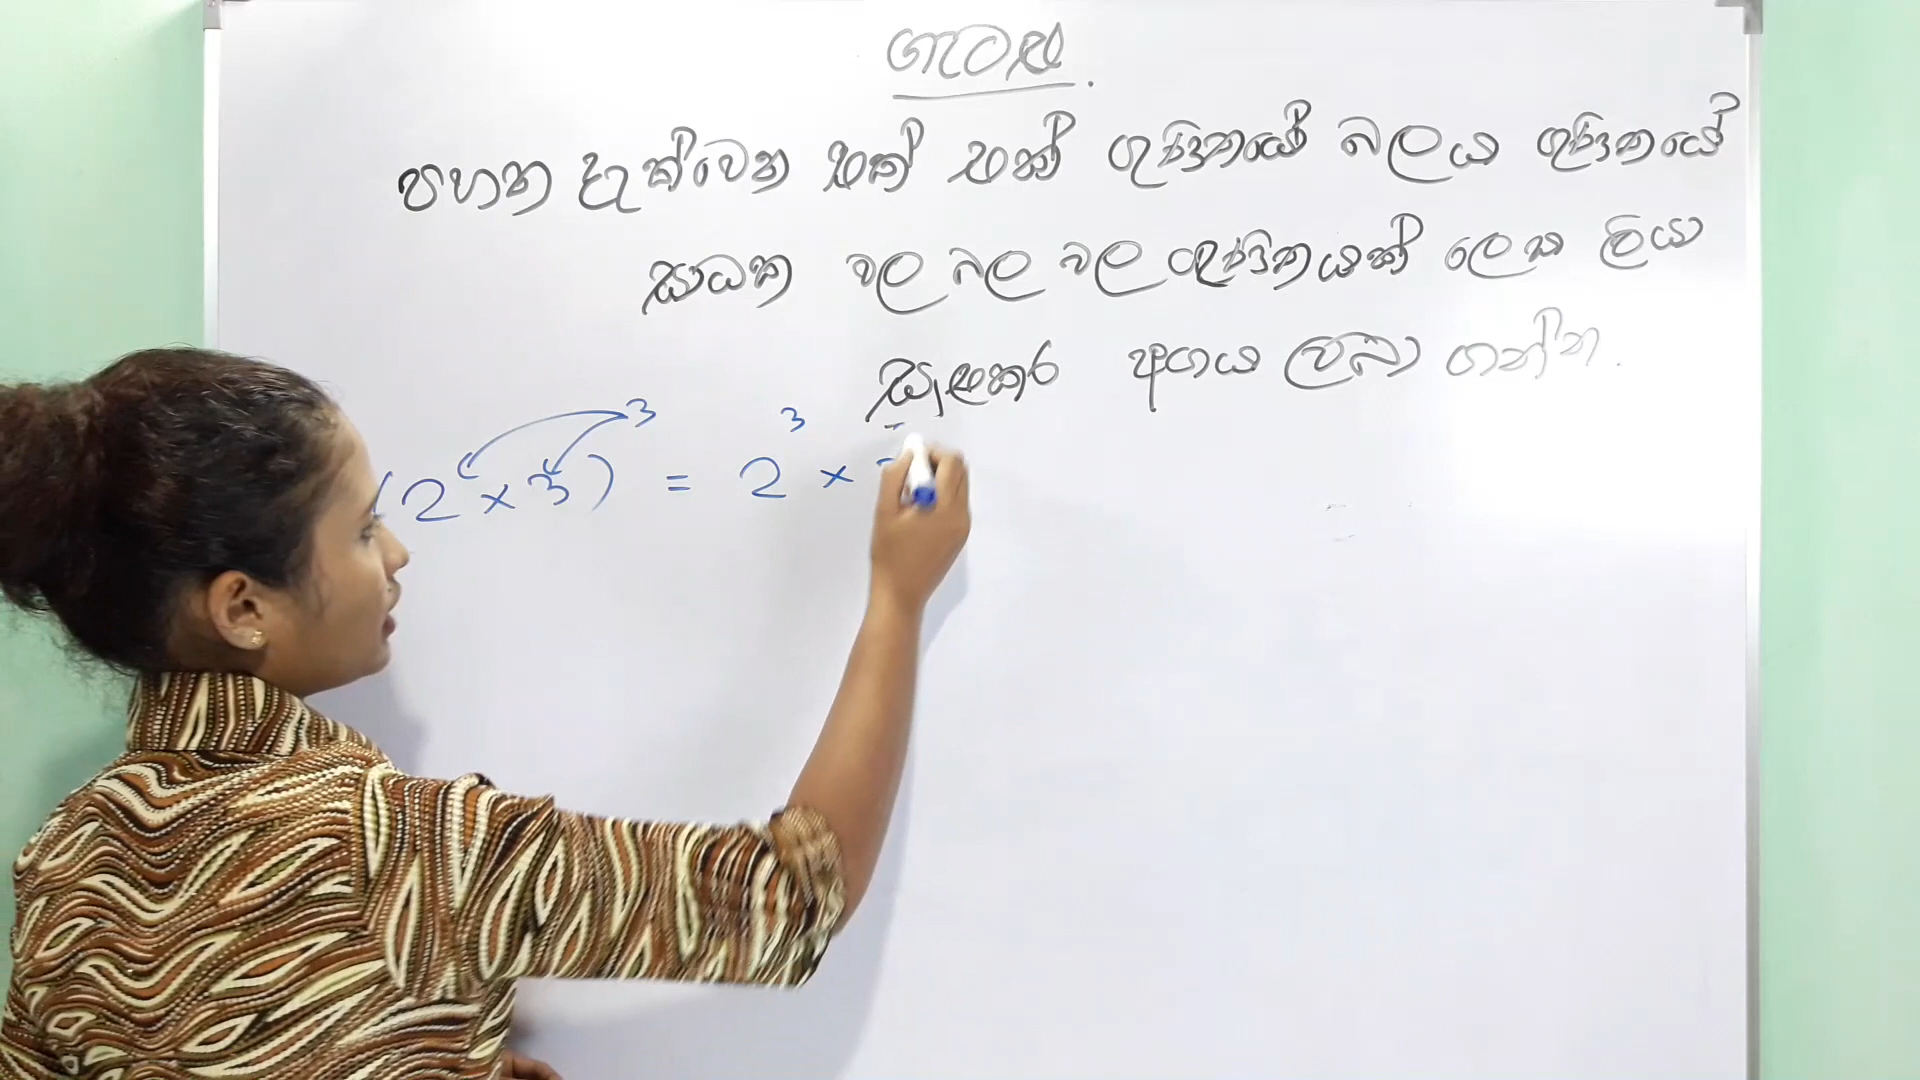 ගැටළු.
පහත දැක්වෙන එක් එක් ගුණිතයේ බලය ගුණිතයේ
සාධක වල බල වල ගුණිතයක් ලෙස ලියා
සුළුකර අගය ලබා ගන්න.
(2 × 3)³ = 2³ ×